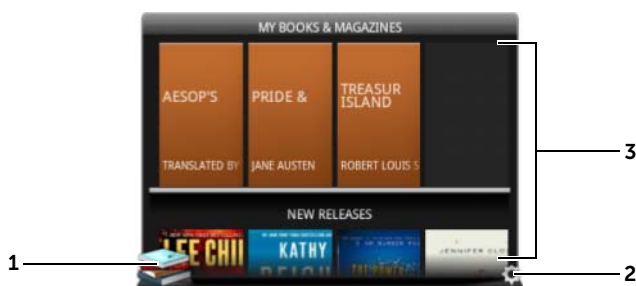 MY BOOKS & MAGAZINES
AESOP'S
PRIDE &
TREASUR
ISLAND
TRANSLATED BY
JANE AUSTEN
ROBERT LOUIS S
3
NEW RELEASES
LEE CHII
KATHY
JENNIFER CLO
1
2